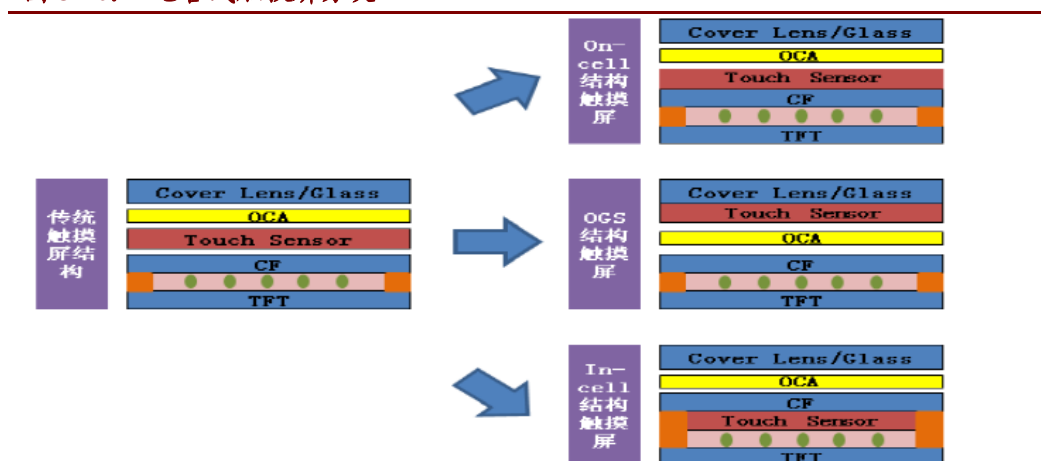 传统
触摸
屏结
构
Cover Lens/Glass
OCA
Touch Sensor
CF
TFT
On-
cell
结构
触摸
屏
Cover Lens/Glass
OCA
Touch Sensor
CF
TFT
OGS
结构
触摸
屏
Cover Lens/Glass
Touch Sensor
OCA
CF
TFT
In-
cell
结构
触摸
屏
Cover Lens/Glass
OCA
CF
Touch Sensor
TFT